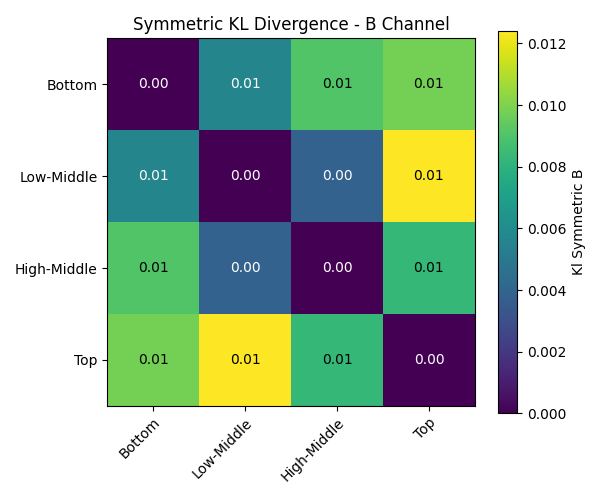 Symmetric KL Divergence - B Channel
Bottom 0.00 0.01 0.01 0.01
Low-Middle 0.01 0.00 0.00 0.01
High-Middle 0.01 0.00 0.00 0.01
Top 0.01 0.01 0.01 0.00
Bottom Low-Middle High-Middle Top
0.012
0.010
0.008
0.006
0.004
0.002
0.000
Kl Symmetric B